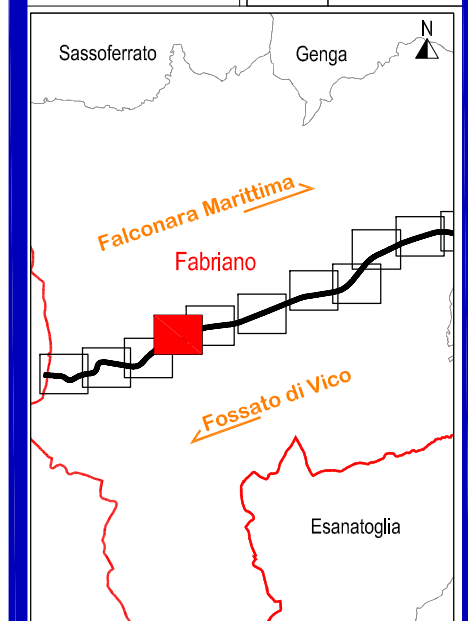 N
Sassoferrato
Genga
Falconara Marittima
Fabriano
Fossato di Vico
Esanatoglia